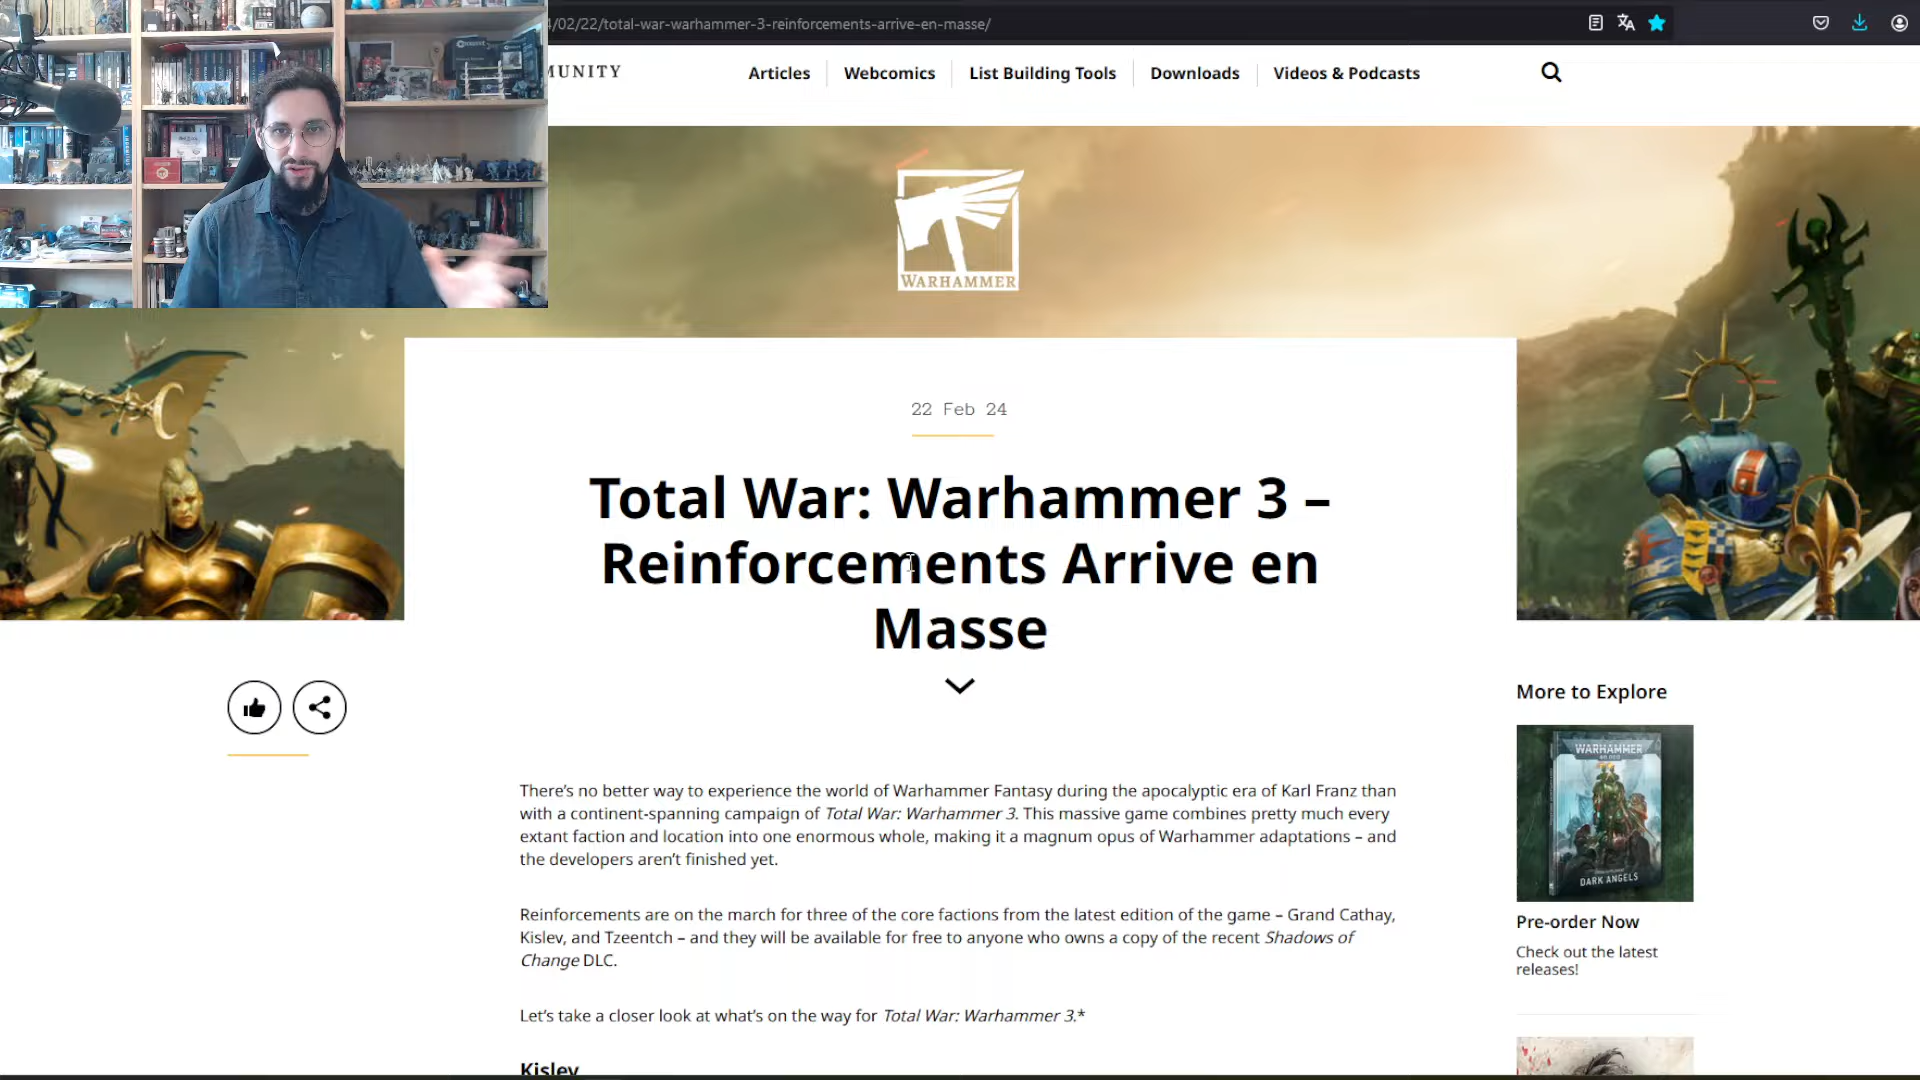 4/02/22/total-war-warhammer-3-reinforcements-arrive-en-masse/
MUNITY
Articles
Webcomics
List Building Tools
Downloads
Videos & Podcasts
WARHAMMER
22 Feb 24
Total War: Warhammer 3 –
Reinforcements Arrive en
Masse
There's no better way to experience the world of Warhammer Fantasy during the apocalyptic era of Karl Franz than
with a continent-spanning campaign of Total War: Warhammer 3. This massive game combines pretty much every
extant faction and location into one enormous whole, making it a magnum opus of Warhammer adaptations – and
the developers aren't finished yet.
Reinforcements are on the march for three of the core factions from the latest edition of the game – Grand Cathay,
Kislev, and Tzeentch – and they will be available for free to anyone who owns a copy of the recent Shadows of
Change DLC.
Let's take a closer look at what's on the way for Total War: Warhammer 3.*
Kislev
More to Explore
WARHAMMER
40,000
DARK ANGELS
Pre-order Now
Check out the latest
releases!